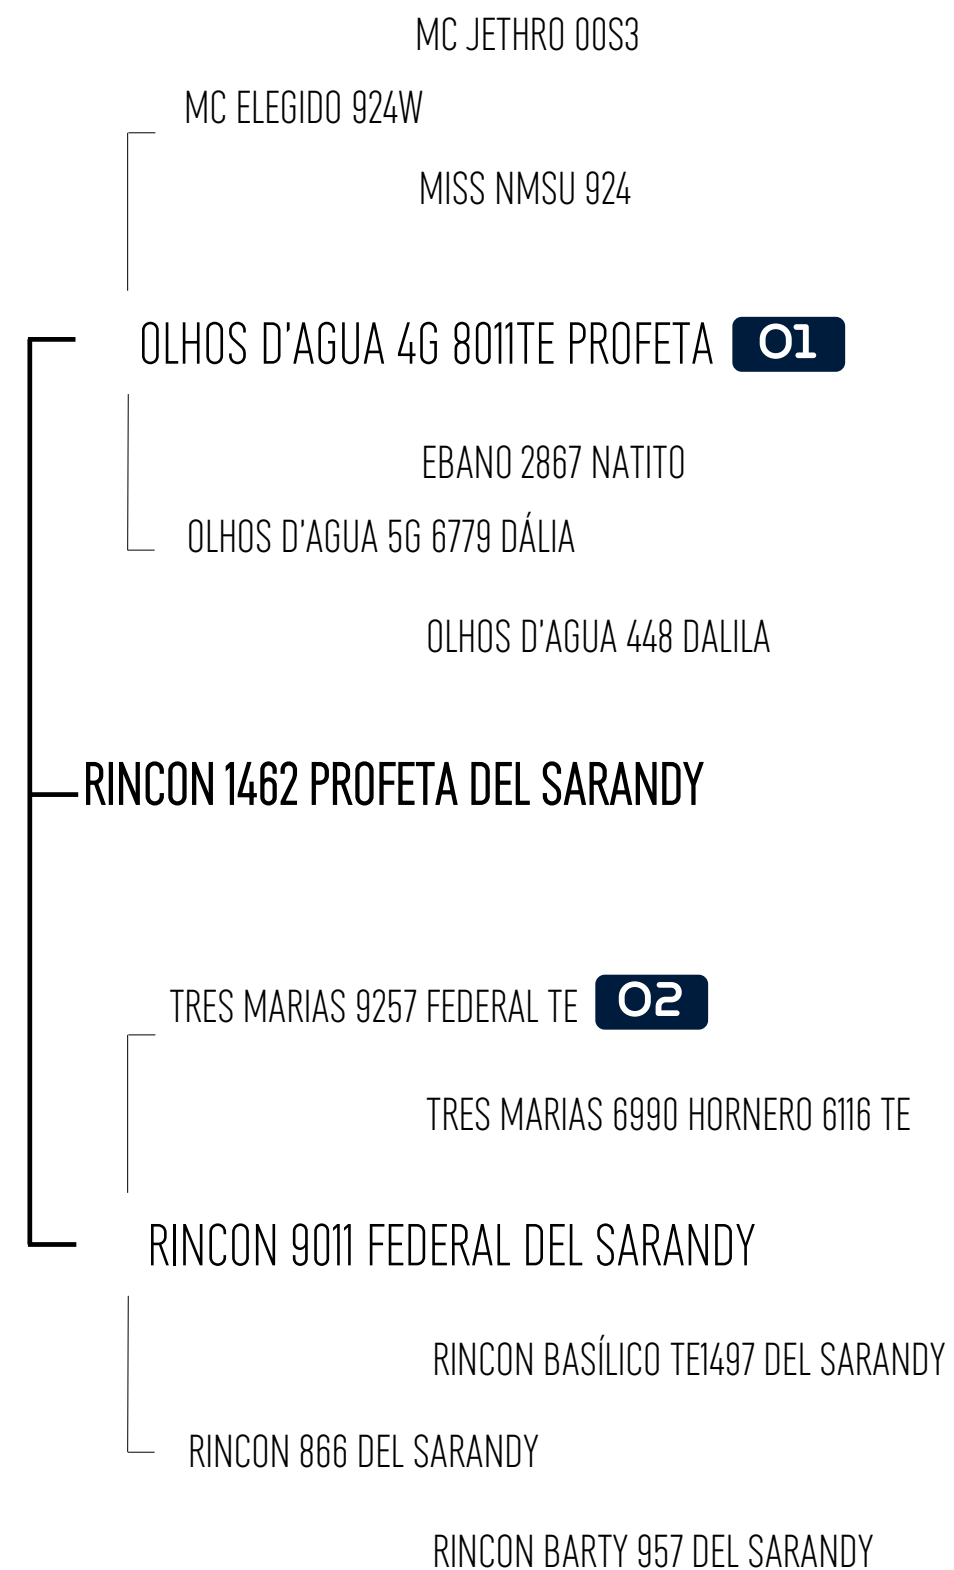 MC JETHRO 00S3
MC ELEGIDO 924W
MISS NMSU 924
OLHOS D'AGUA 4G 8011TE PROFETA 01
EBANO 2867 NATITO
OLHOS D'AGUA 5G 6779 DÁLIA
OLHOS D'AGUA 448 DALILA
RINCON 1462 PROFETA DEL SARANDY
TRES MARIAS 9257 FEDERAL TE 02
TRES MARIAS 6990 HORNERO 6116 TE
RINCON 9011 FEDERAL DEL SARANDY
RINCON BASÍLICO TE1497 DEL SARANDY
RINCON 866 DEL SARANDY
RINCON BARTY 957 DEL SARANDY